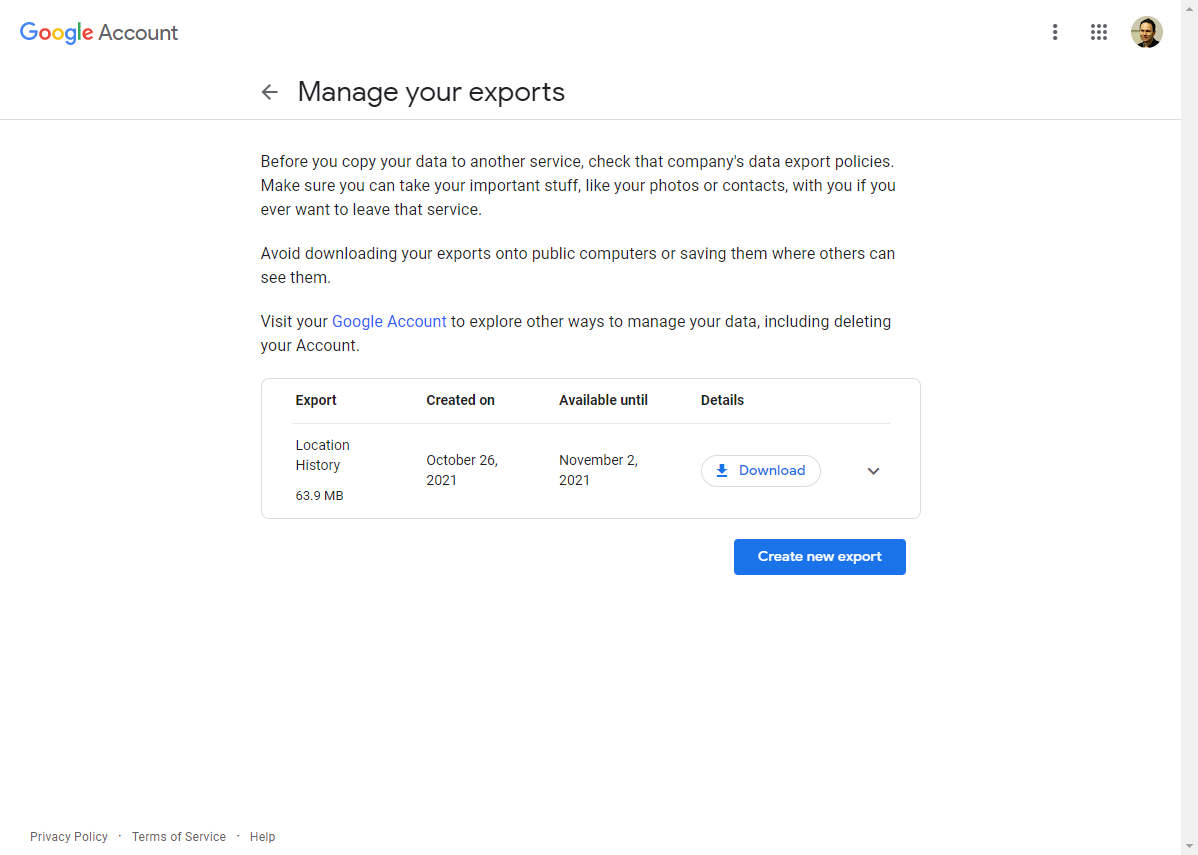 Google Account
Manage your exports
Before you copy your data to another service, check that company's data export policies.
Make sure you can take your important stuff, like your photos or contacts, with you if you
ever want to leave that service.
Avoid downloading your exports onto public computers or saving them where others can
see them.
Visit your Google Account to explore other ways to manage your data, including deleting
your Account.
Export Created on Available until Details
Location
History
63.9 MB
October 26,
2021
November 2,
2021
Download
Create new export
Privacy Policy · Terms of Service · Help